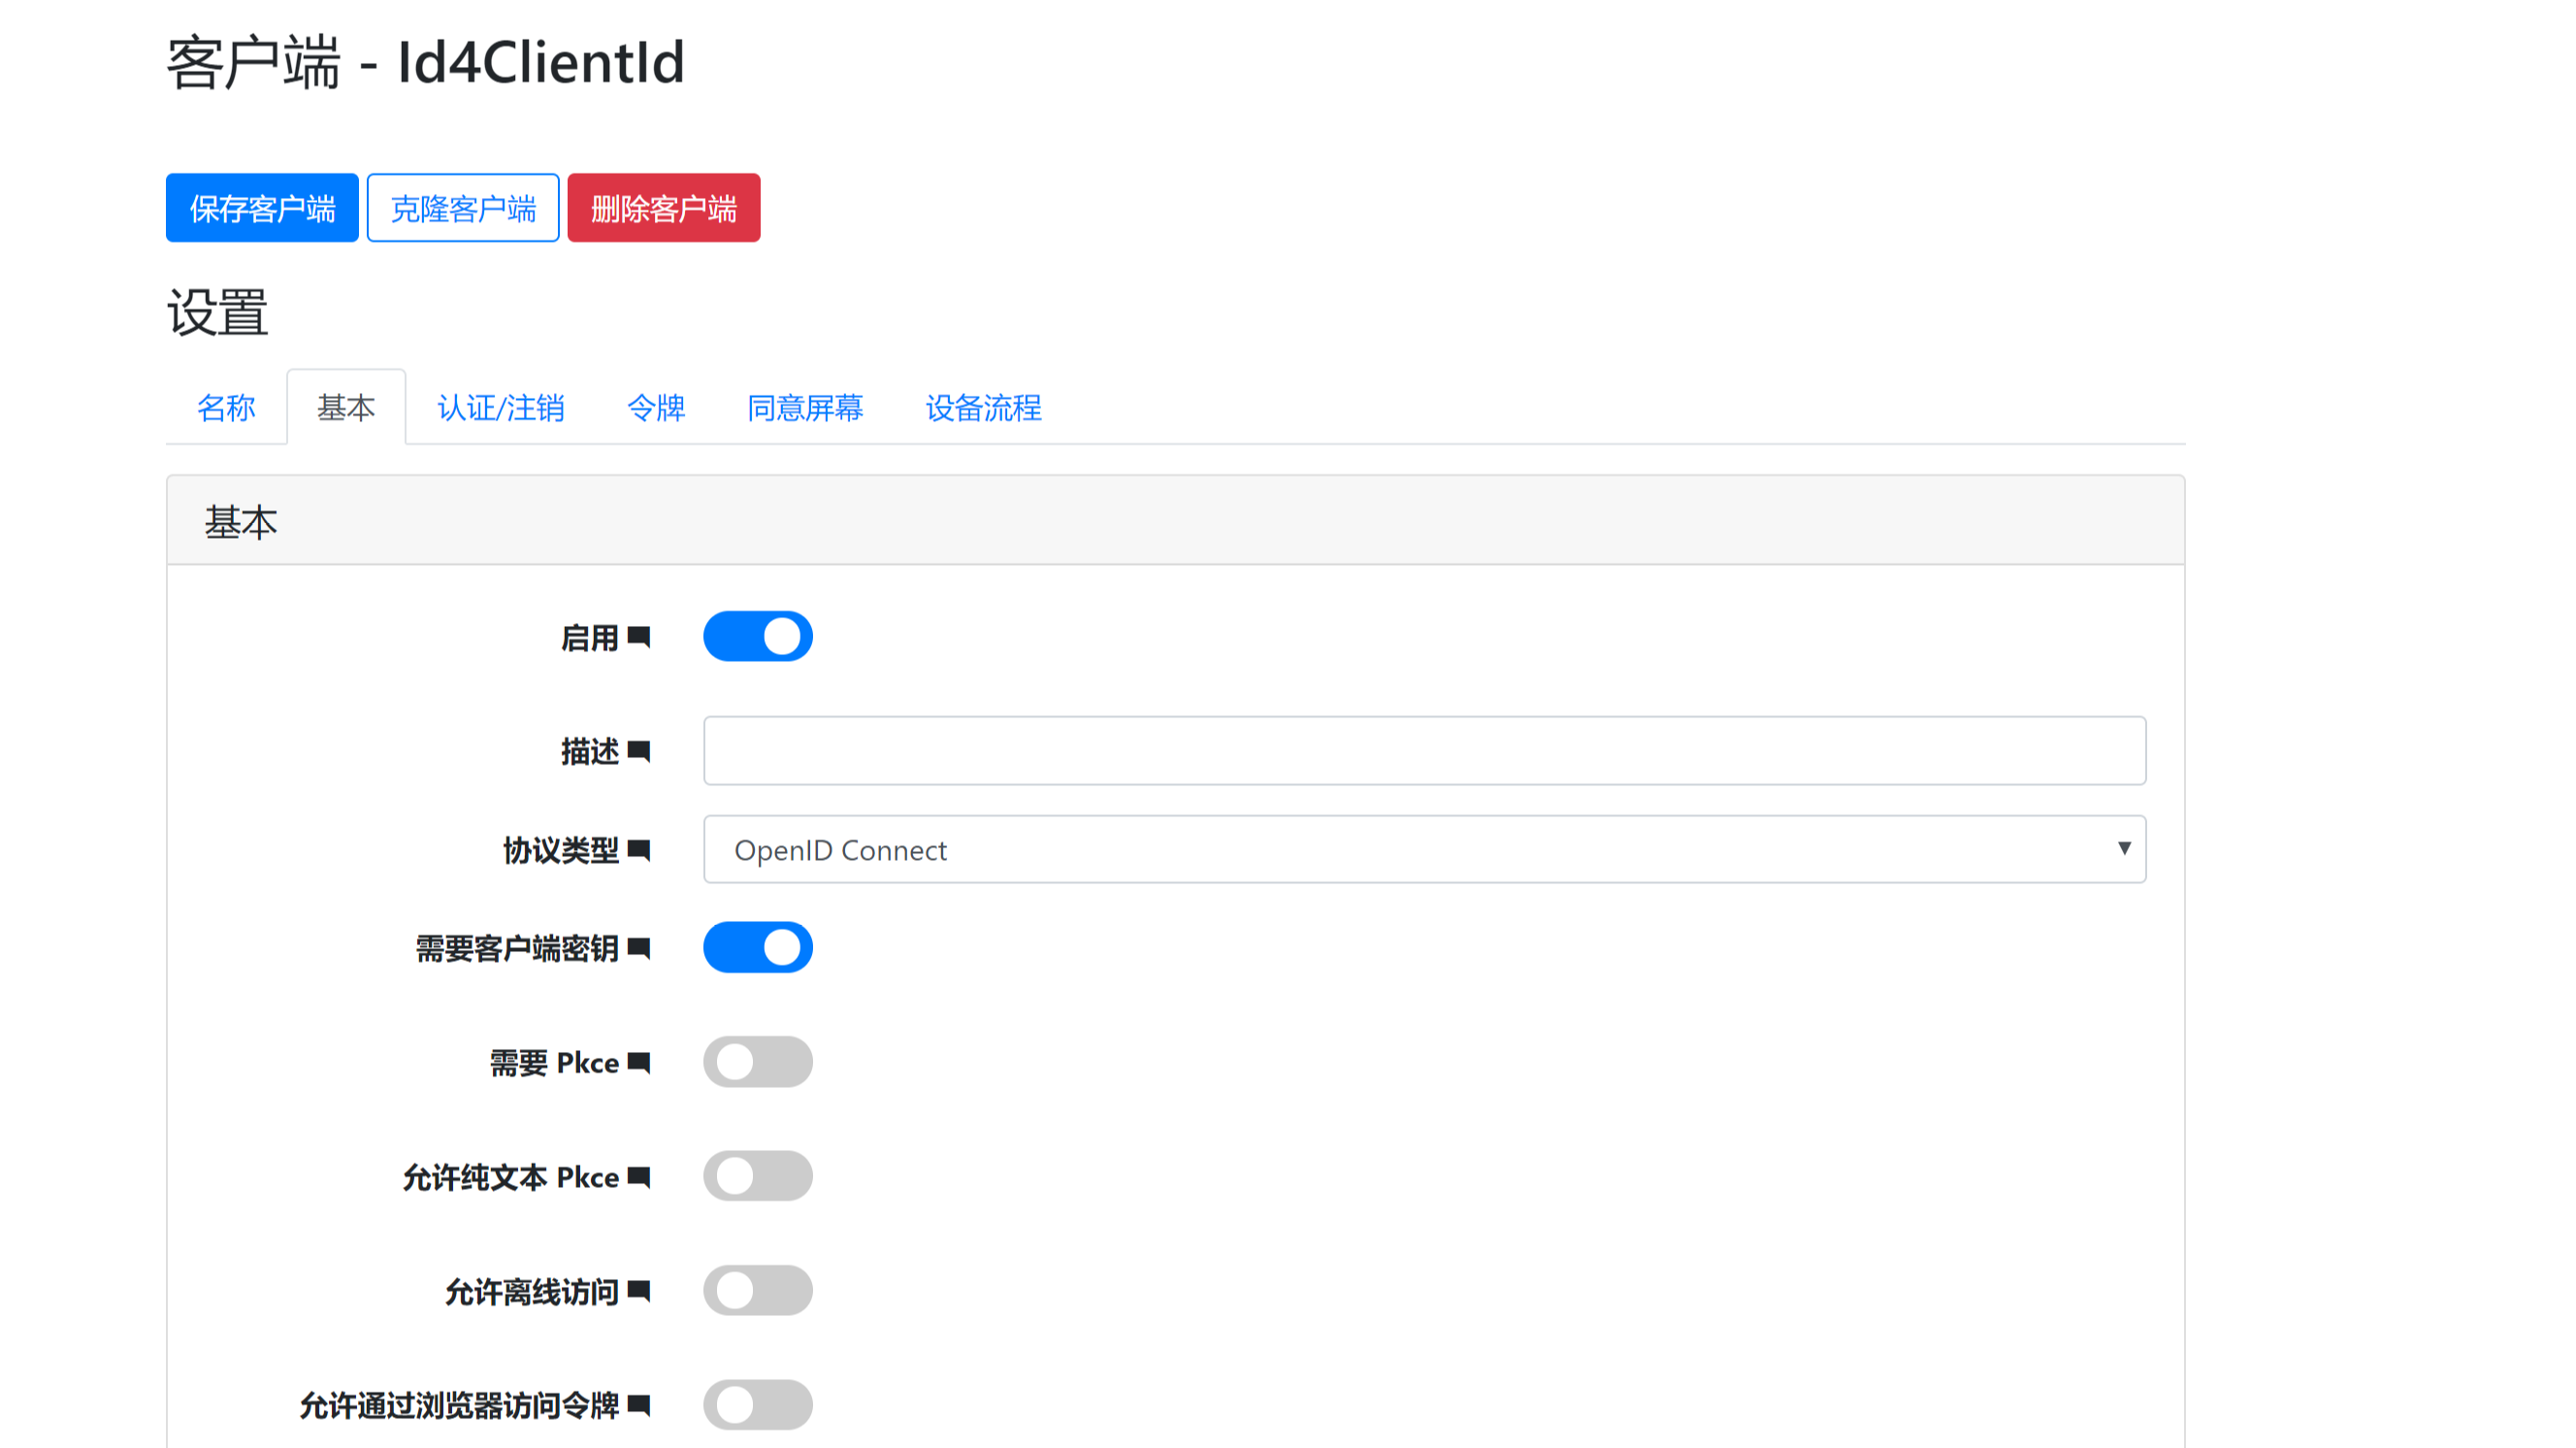 客户端 - Id4ClientId
保存客户端 克隆客户端 删除客户端
设置
名称 基本 认证/注销 令牌 同意屏幕 设备流程
基本
启用
描述
协议类型 OpenID Connect
需要客户端密钥
需要 Pkce
允许纯文本 Pkce
允许离线访问
允许通过浏览器访问令牌